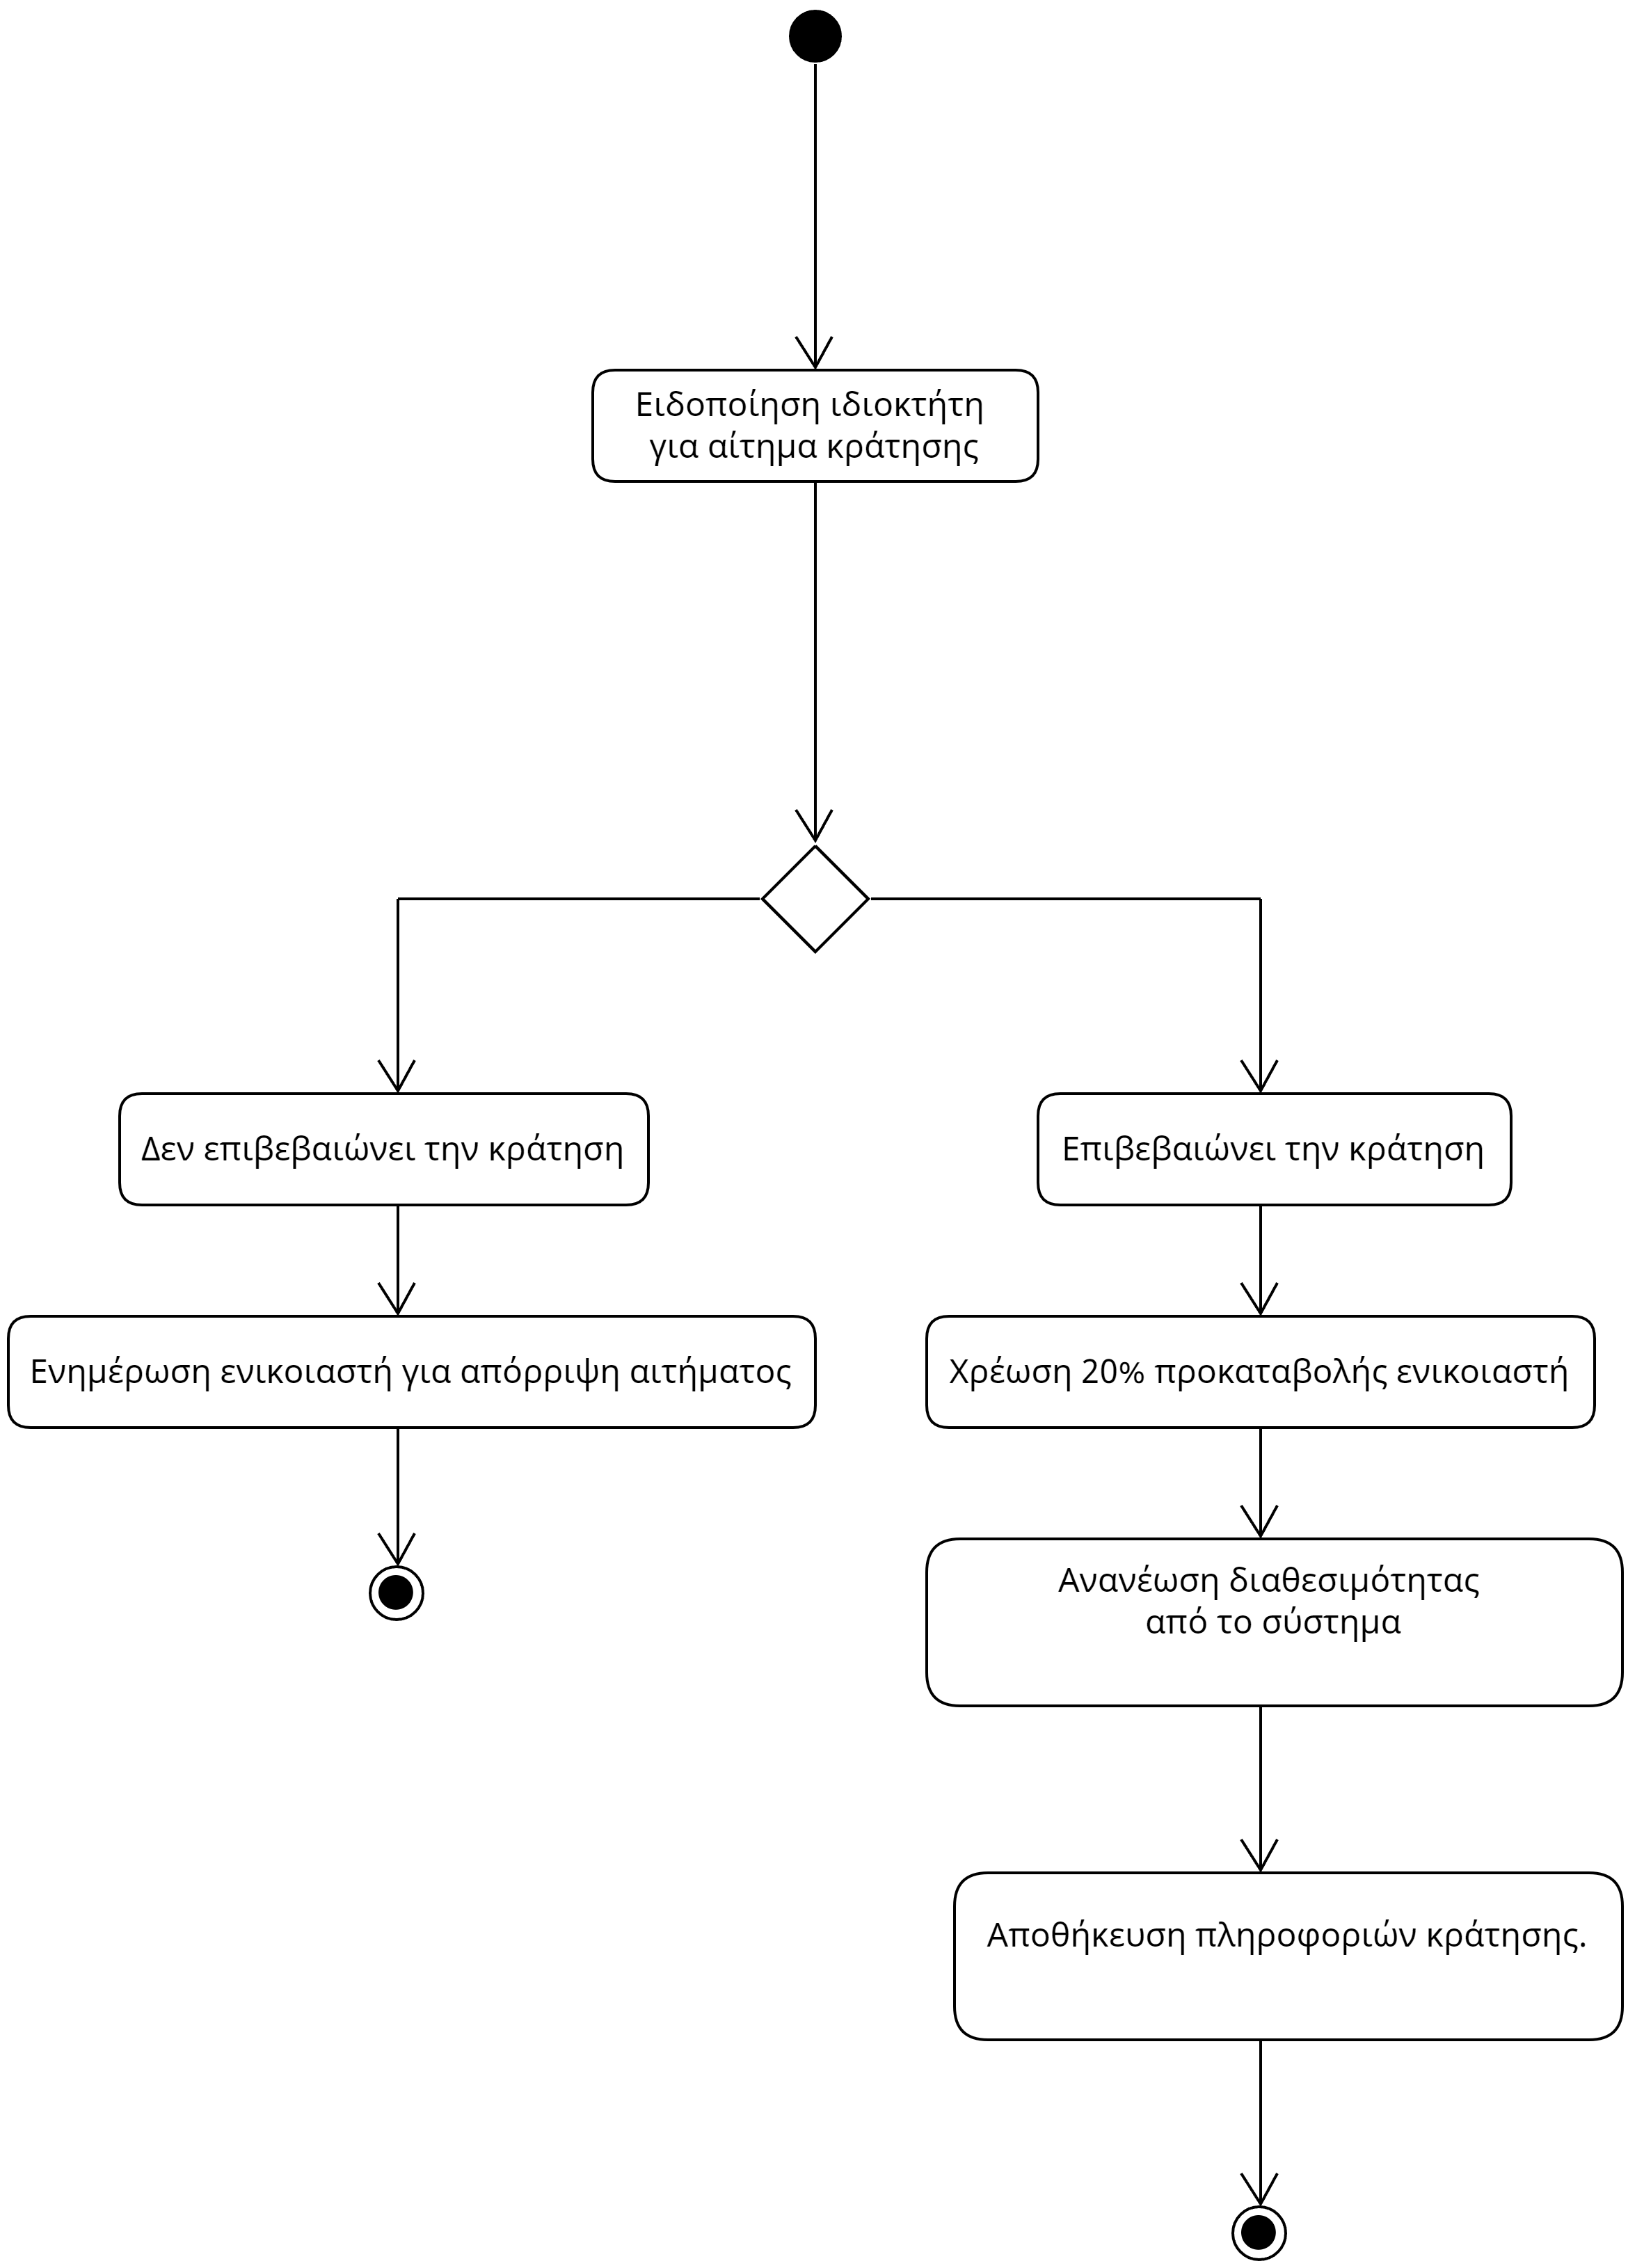 Ειδοποίηση ιδιοκτήτη
για αίτημα κράτησης
Δεν επιβεβαιώνει την κράτηση
Επιβεβαιώνει την κράτηση
Ενημέρωση ενικοιαστή για απόρριψη αιτήματος
Χρέωση 20% προκαταβολής ενικοιαστή
Ανανέωση διαθεσιμότητας
από το σύστημα
Αποθήκευση πληροφοριών κράτησης.